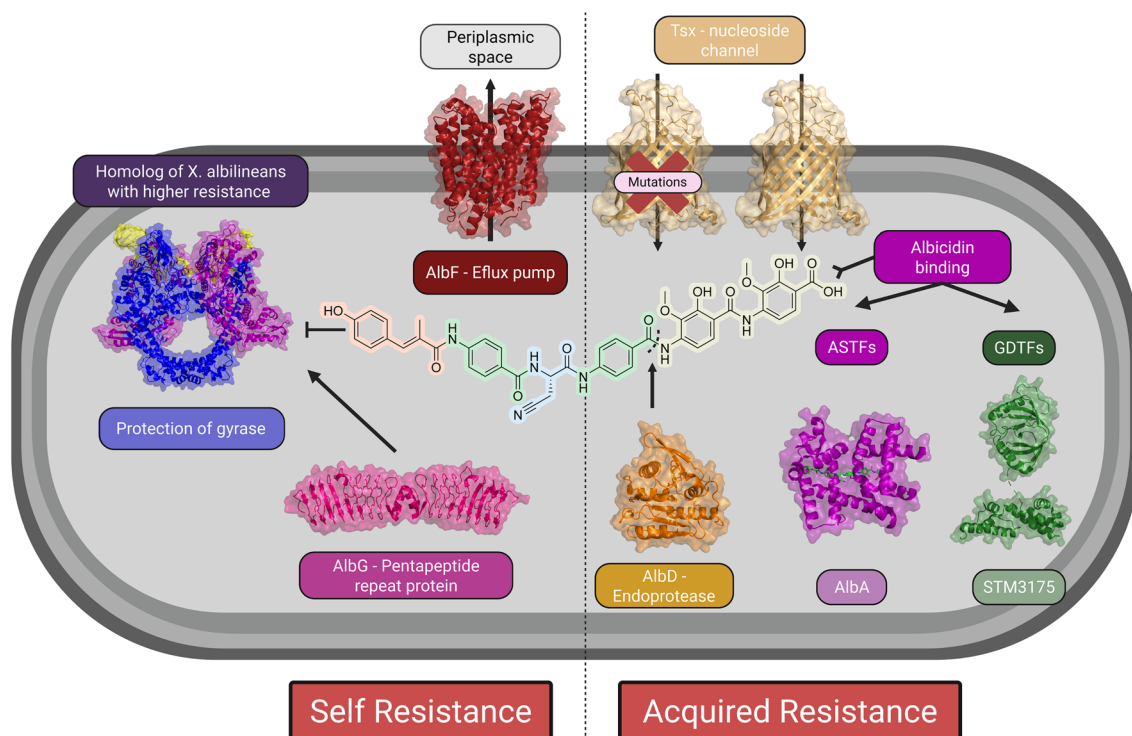 Periplasmic
space
Tsx - nucleoside
channel
Homolog of X. albilineans
with higher resistance
Mutations
AlbF - Eflux pump
Albicidin
binding
ASTFs
GDTFs
HO
O
H
N
O
N
H
N
O
N
H
O
N
H
O
OH
O
N
H
O
OH
O
OH
Protection of gyrase
AlbG - Pentapeptide
repeat protein
AlbD -
Endoprotease
AlbA
STM3175
Self Resistance
Acquired Resistance